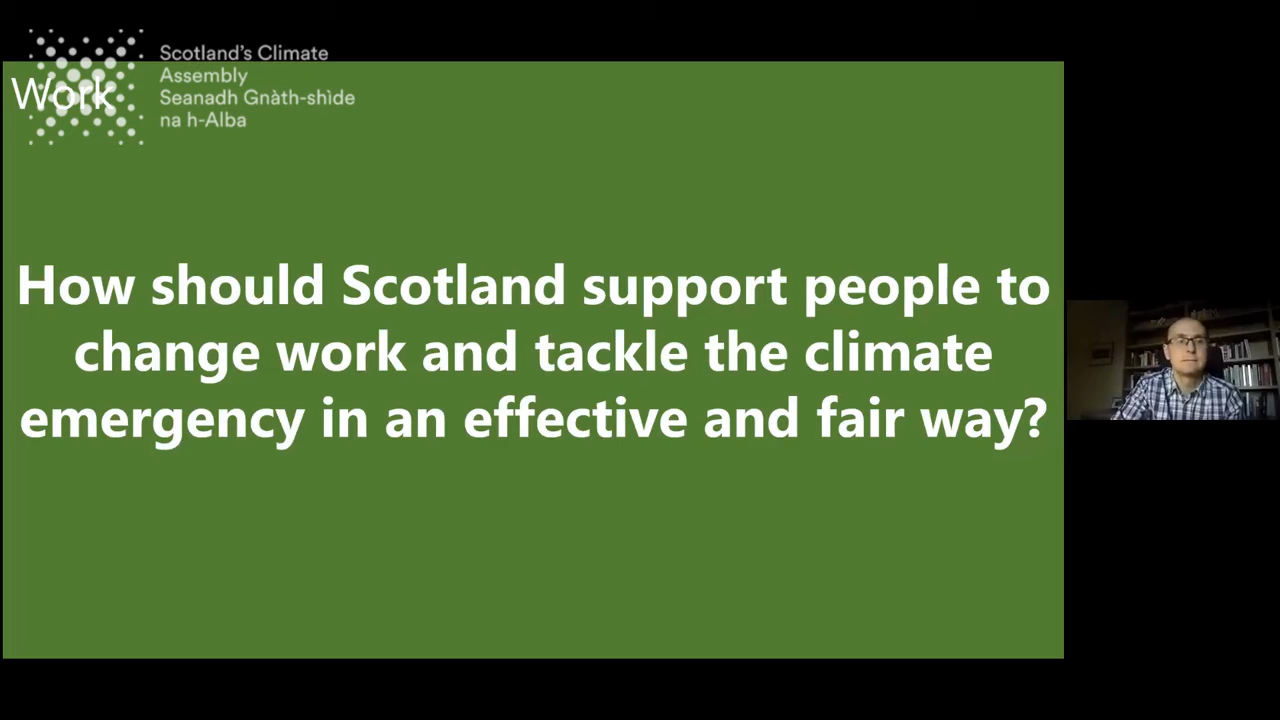 Scotland's Climate
Assembly
Seanadh Gnàth-shìde
na h-Alba
Work
How should Scotland support people to
change work and tackle the climate
emergency in an effective and fair way?